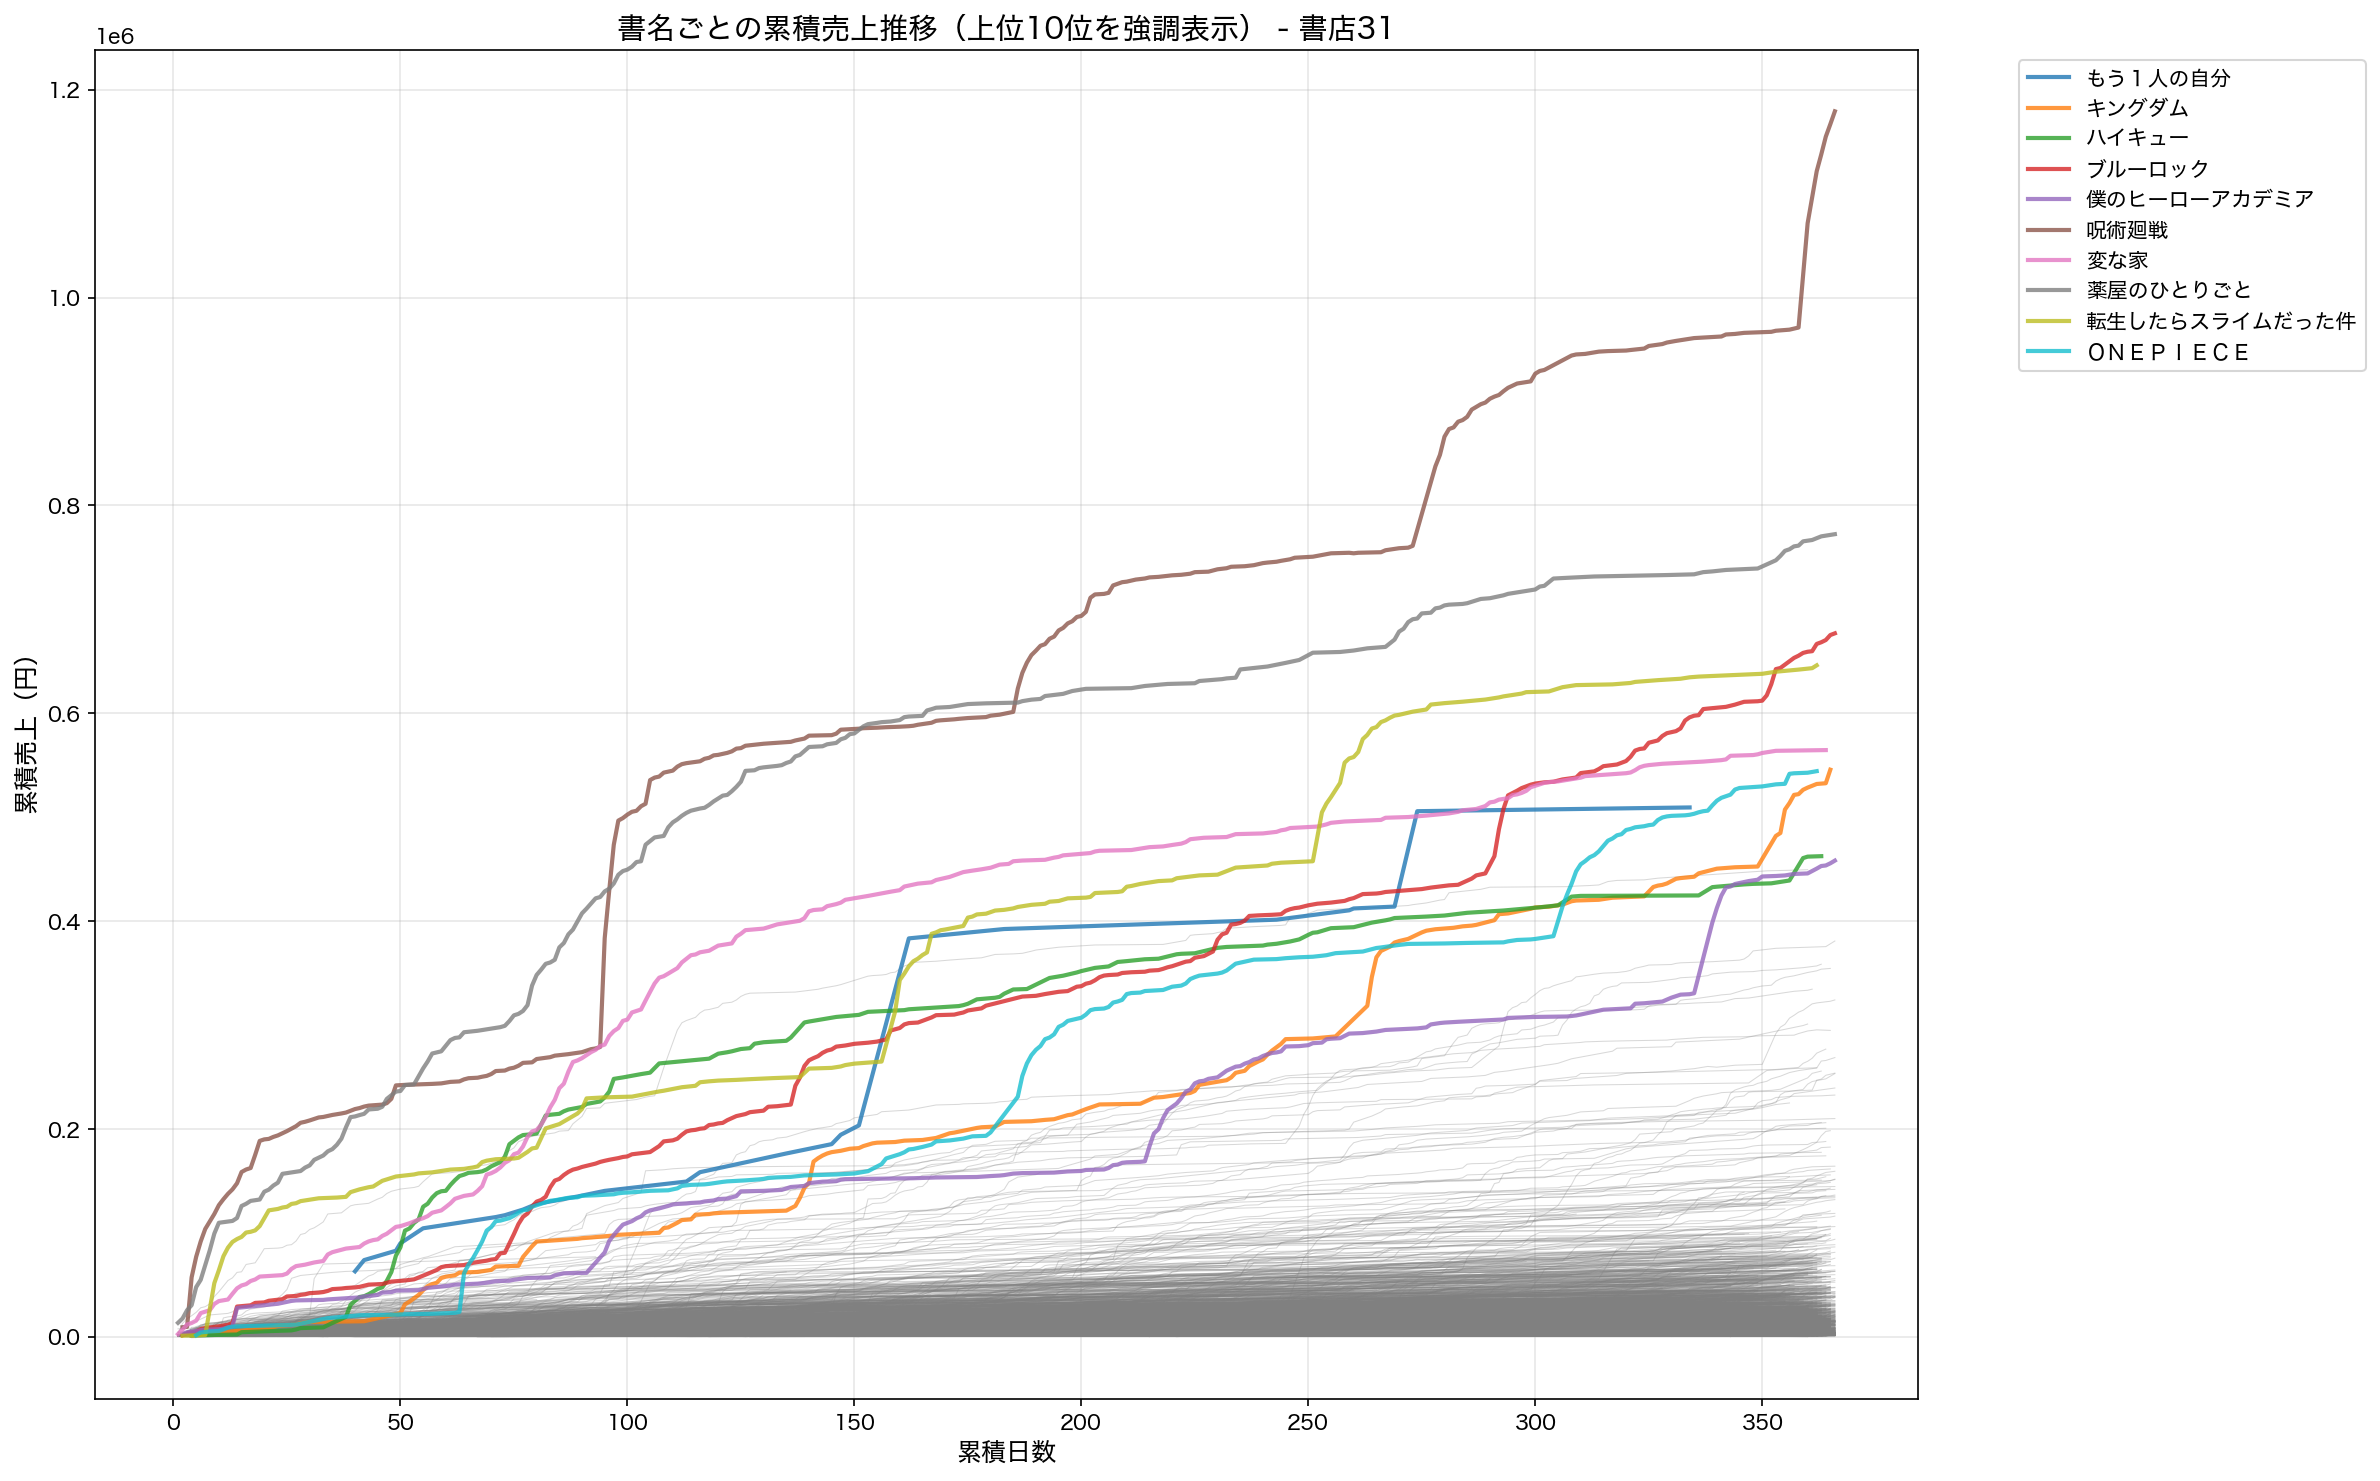 書名ごとの累積売上推移（上位10位を強調表示） - 書店31
1e6
1.2
1.0
0.8
0.6
0.4
0.2
0.0
累積売上（円）
0 50 100 150 200 250 300 350
累積日数
もう１人の自分
キングダム
ハイキュー
ブルーロック
僕のヒーローアカデミア
呪術廻戦
変な家
薬屋のひとりごと
転生したらスライムだった件
ＯＮＥＰＩＥＣＥ